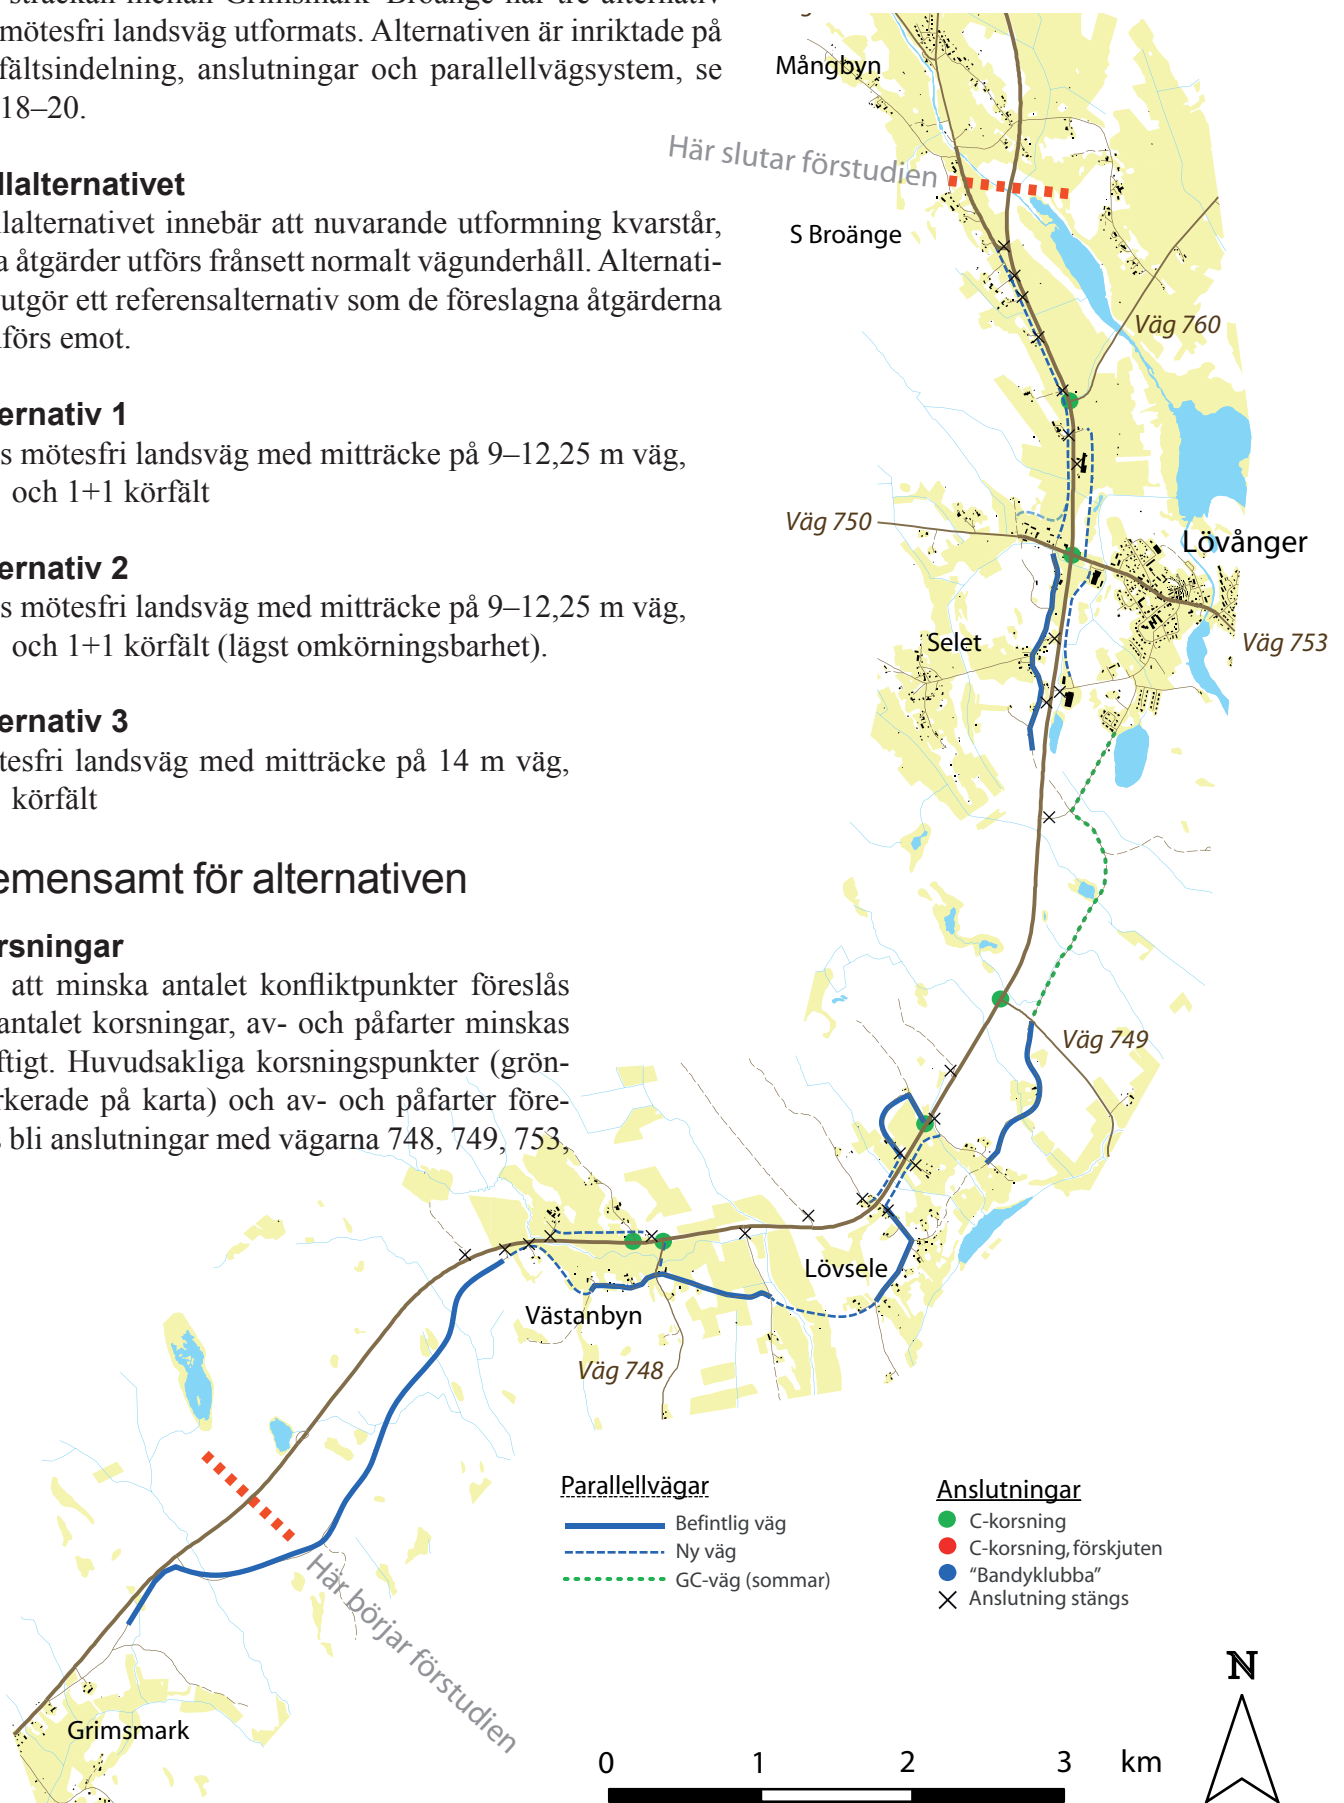 sträckan mellan Grimsmark–Broänge har tre alternativ
mötesfri landsväg utformats. Alternativen är inriktade på
fältsindelning, anslutningar och parallellvägsystem, se
18–20.
llalternativet
lalternativet innebär att nuvarande utformning kvarstår,
a åtgärder utförs frånsett normalt vägunderhåll. Alternati-
utgör ett referensalternativ som de föreslagna åtgärderna
nförs emot.
ernativ 1
s mötesfri landsväg med mitträcke på 9–12,25 m väg,
och 1+1 körfält
ernativ 2
s mötesfri landsväg med mitträcke på 9–12,25 m väg,
och 1+1 körfält (lägst omkörningsbarhet).
ernativ 3
tesfri landsväg med mitträcke på 14 m väg,
körfält
emensamt för alternativen
rsningar
att minska antalet konfliktpunkter föreslås
antalet korsningar, av- och påfarter minskas
ftigt. Huvudsakliga korsningspunkter (grön-
rkerade på karta) och av- och påfarter före-
s bli anslutningar med vägarna 748, 749, 753,
Mångbyn
Här slutar förstudien
S Broänge
Väg 760
Väg 750
Lövånger
Selet
Väg 753
Väg 749
Lövsele
Västanbyn
Väg 748
Här börjar förstudien
Grimsmark
Parallellvägar
Befintlig väg
Ny väg
GC-väg (sommar)
Anslutningar
C-korsning
C-korsning, förskjuten
"Bandyklubba"
Anslutning stängs
N
0 1 2 3 km